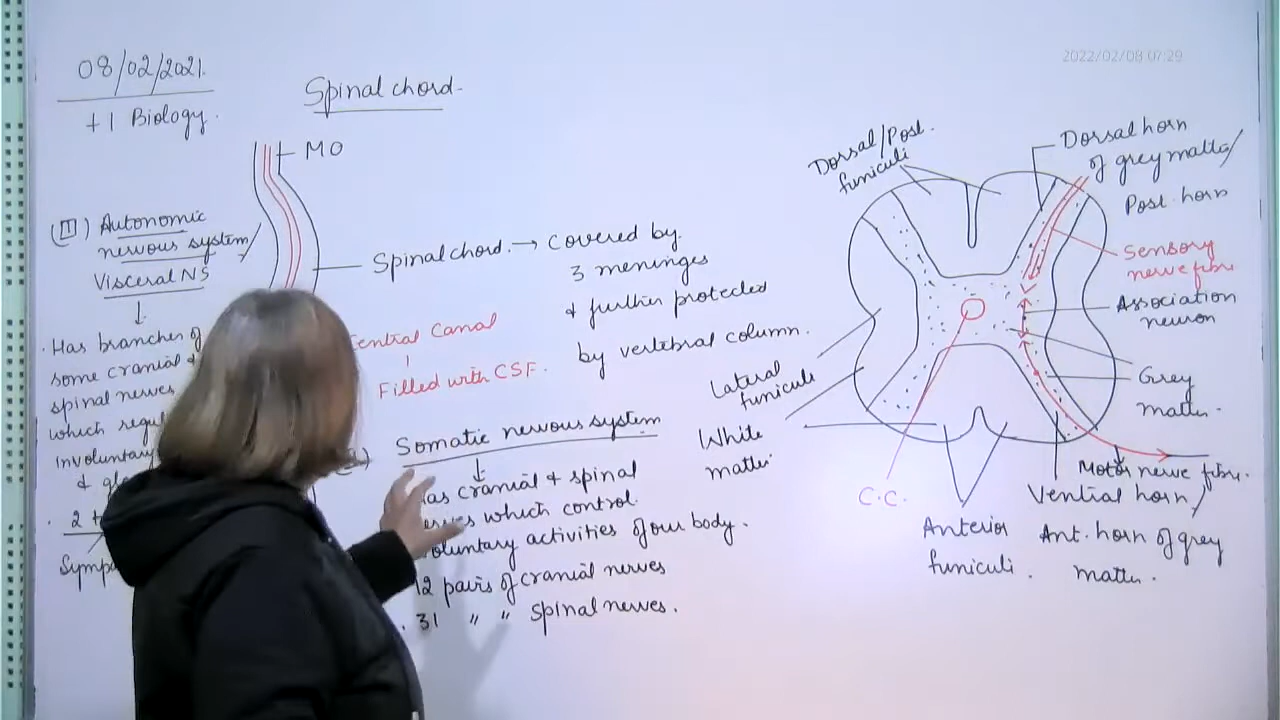 2022/02/08 07:29
08/02/2021.
+1 Biology.
Spinal chord.
MO
(II) Autonomic
nervous system/
Visceral NS
↓
. Has branches of
some cranial &
spinal nerves
which
involuntary
&
. 2
Spinal chord. → covered by
3 meninges
& further protected
by vertebral column.
Central Canal
Filled with CSF.
Somatic nervous system
↓
cranial & spinal
which control
voluntary activities of our body.
12 pairs of cranial nerves
. 31 " " spinal nerves.
Dorsal/Post.
funiculi
Dorsal horn
of grey matter/
Post horn
Sensory
nerve fibre
Association
neuron
Grey
matter.
Lateral
funiculi
White
matter
C.C.
Motor nerve fibre.
Ventral horn/
Ant. horn of grey
matter.
Anterior
funiculi.